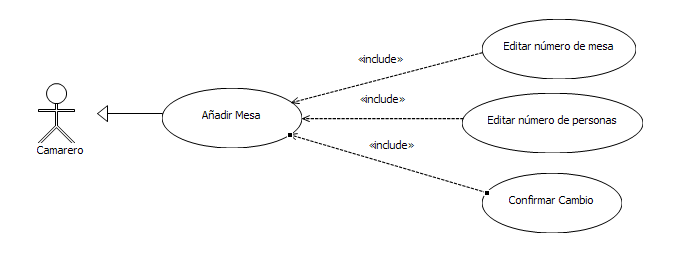 Editar número de mesa
«include»
«include»
Añadir Mesa
Editar número de personas
«include»
Camarero
Confirmar Cambio